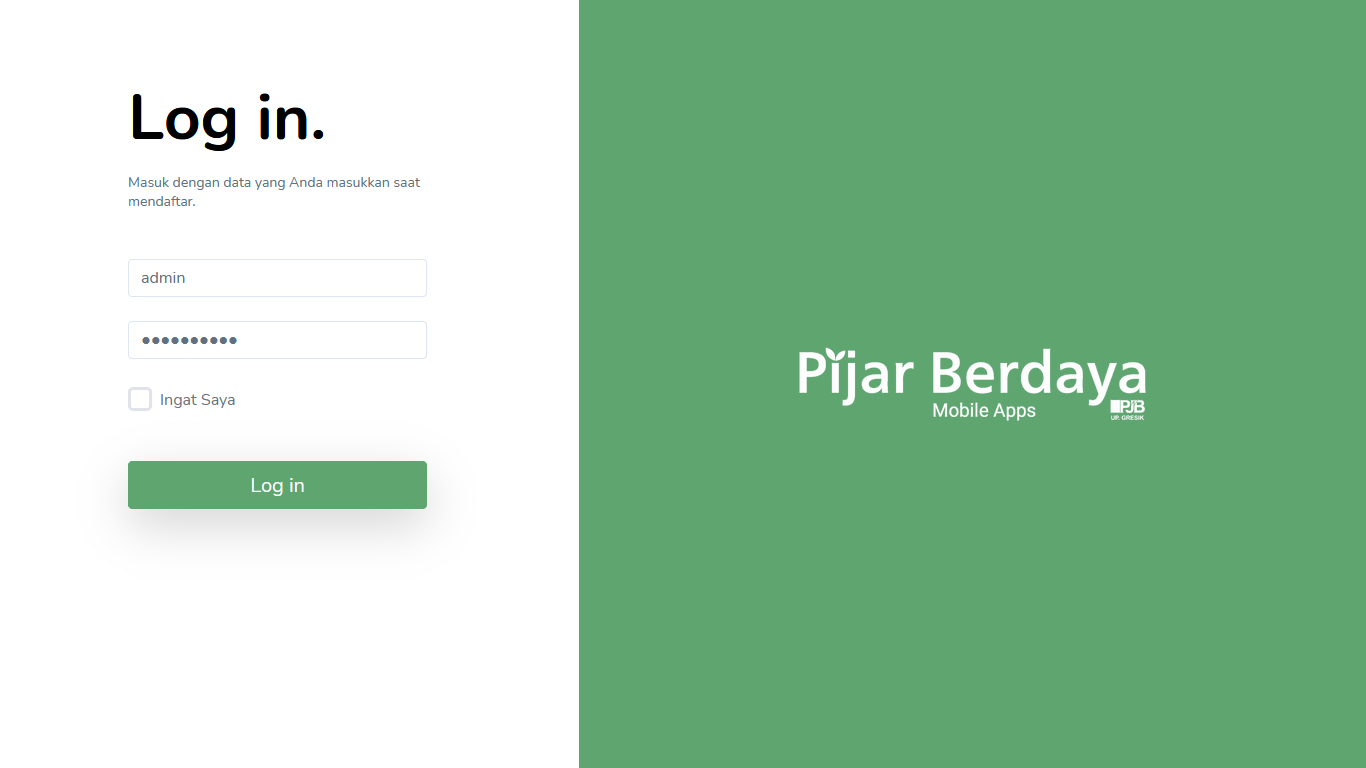 Log in.
Masuk dengan data yang Anda masukkan saat
mendaftar.
admin
••••••••••
Ingat Saya
Log in
Pijar Berdaya
Mobile Apps
PJB
UP. GRESIK